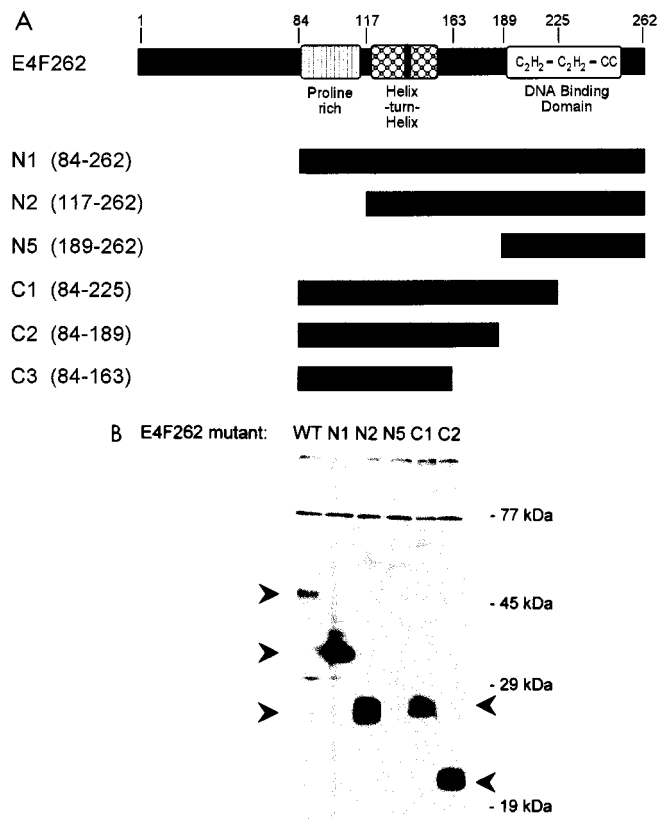 A
1 84 117 163 189 225 262
E4F262
C₂H₂ = C₂H₂ = CC
Proline
rich
Helix
-turn-
Helix
DNA Binding
Domain
N1 (84-262)
N2 (117-262)
N5 (189-262)
C1 (84-225)
C2 (84-189)
C3 (84-163)
B E4F262 mutant: WT N1 N2 N5 C1 C2
- 77 kDa
- 45 kDa
- 29 kDa
- 19 kDa